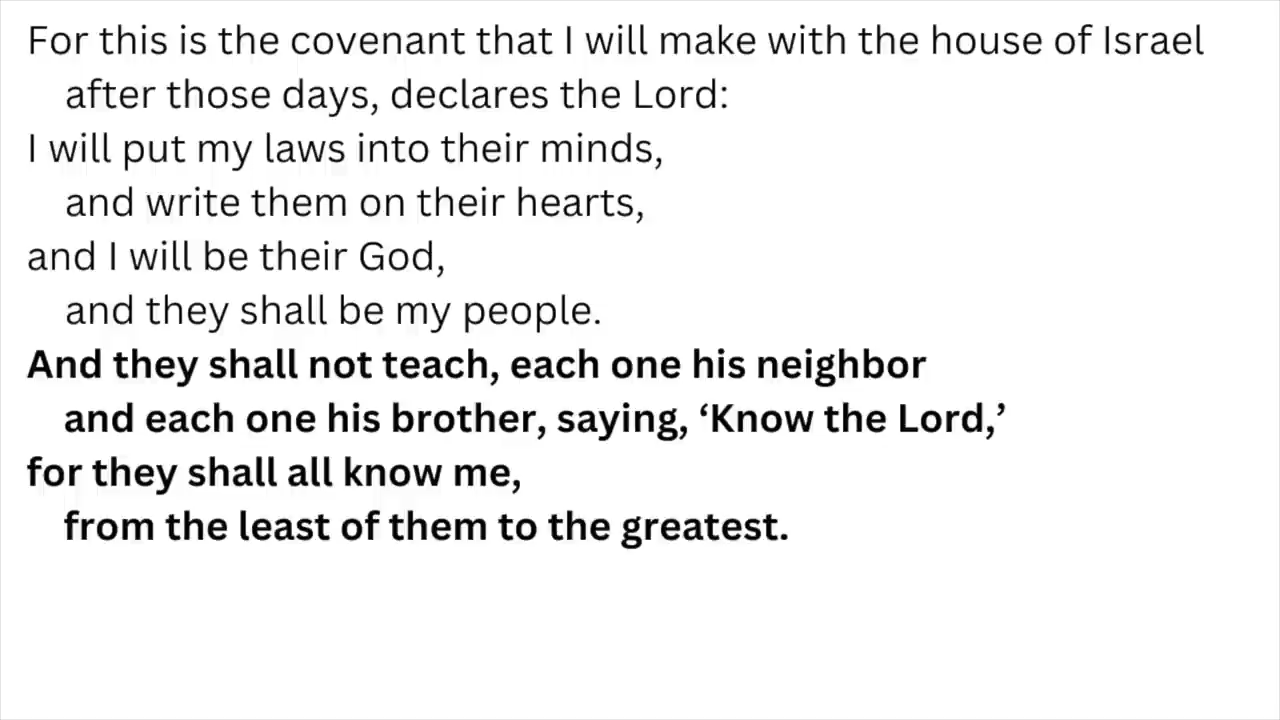 For this is the covenant that I will make with the house of Israel
after those days, declares the Lord:
I will put my laws into their minds,
and write them on their hearts,
and I will be their God,
and they shall be my people.
And they shall not teach, each one his neighbor
and each one his brother, saying, ‘Know the Lord,’
for they shall all know me,
from the least of them to the greatest.